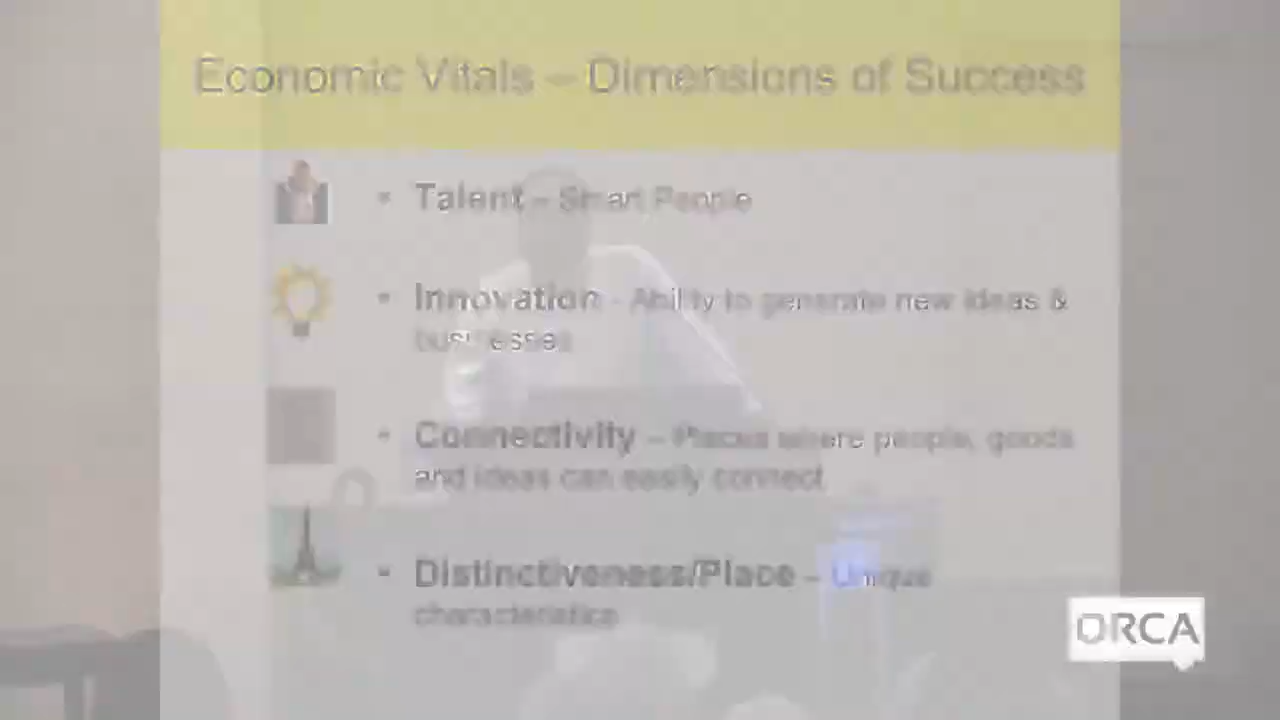 Economic Vitals – Dimensions of Success
• Talent – Smart People
• Innovation - Ability to generate new ideas &
businesses
• Connectivity – Places where people, goods
and ideas can easily connect
• Distinctiveness/Place – Unique
characteristics
ORCA